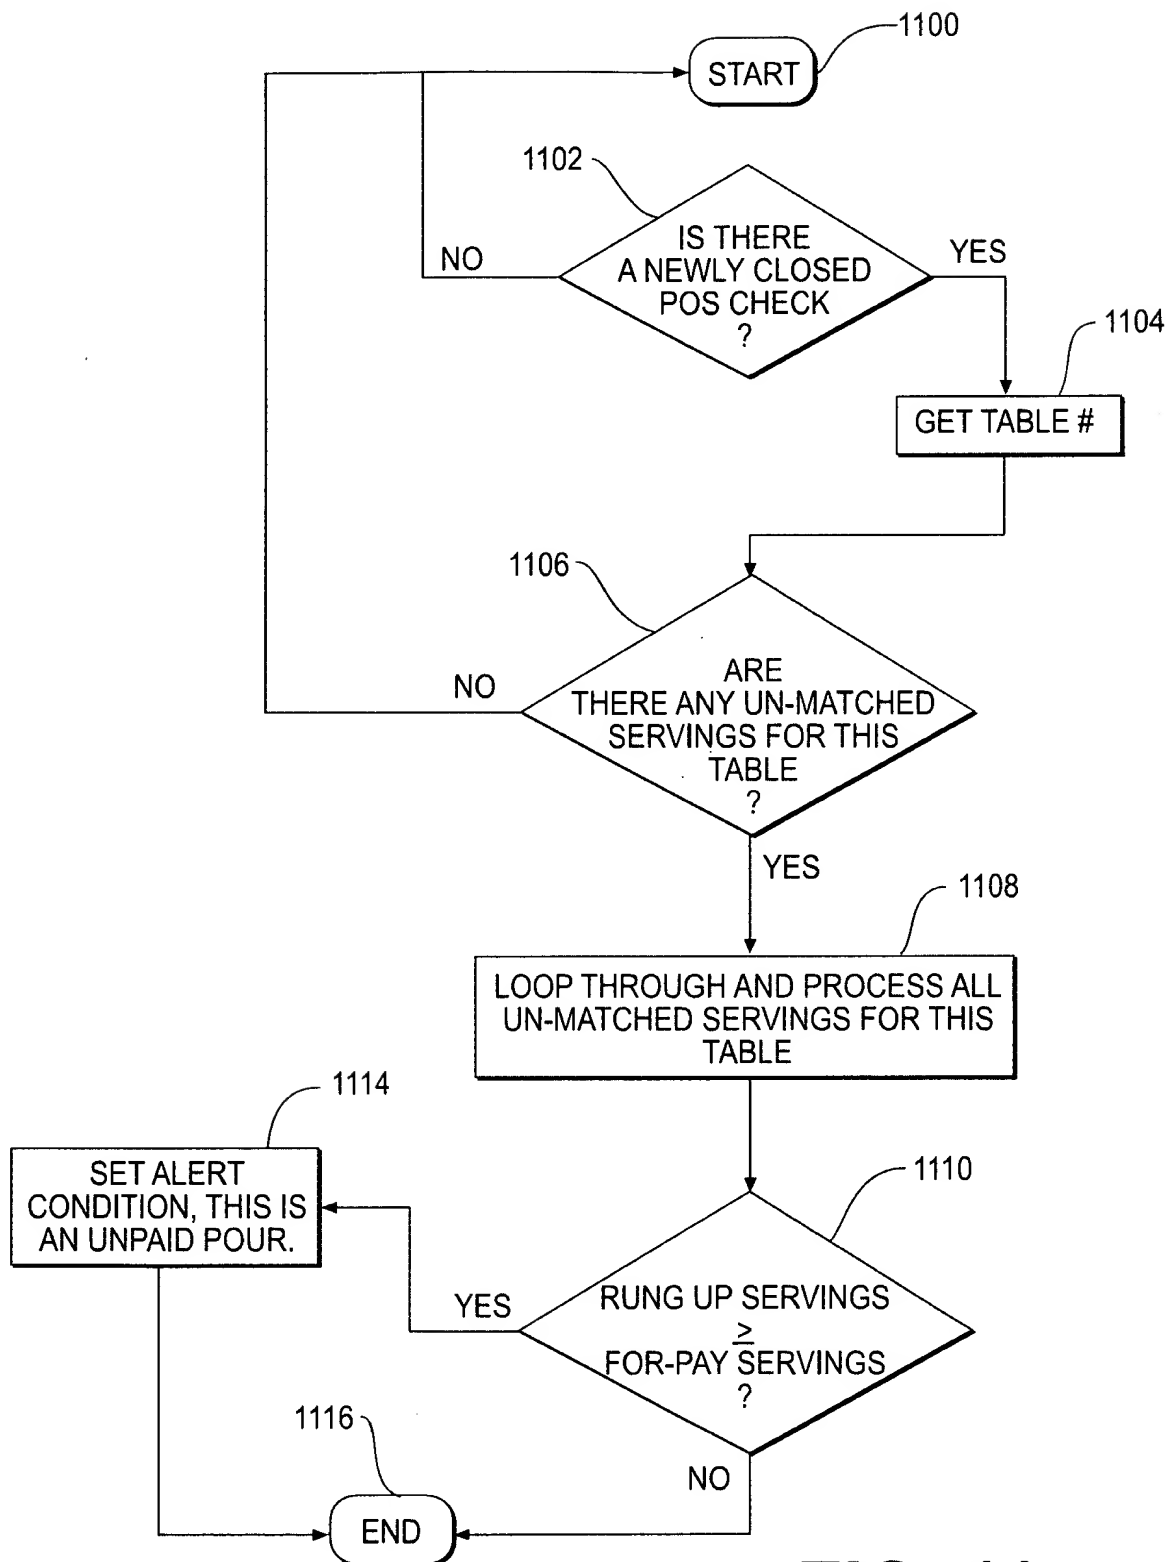 1100
START
1102
IS THERE
A NEWLY CLOSED
POS CHECK
?
NO
YES
1104
GET TABLE #
1106
ARE
THERE ANY UN-MATCHED
SERVINGS FOR THIS
TABLE
?
NO
YES
1108
LOOP THROUGH AND PROCESS ALL
UN-MATCHED SERVINGS FOR THIS
TABLE
1114
SET ALERT
CONDITION, THIS IS
AN UNPAID POUR.
1110
RUNG UP SERVINGS
≥
FOR-PAY SERVINGS
?
YES
NO
1116
END